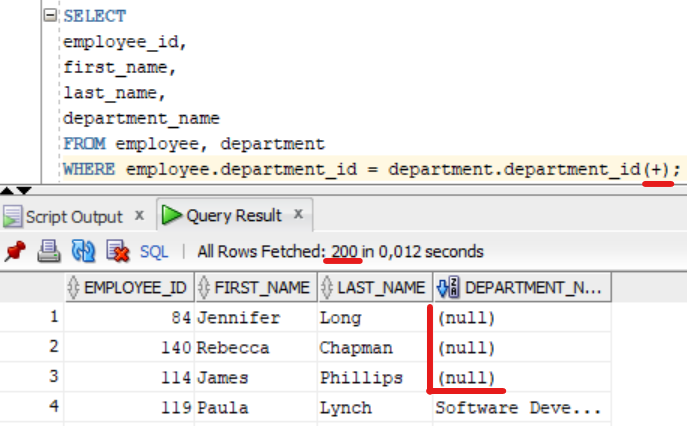 SELECT
employee_id,
first_name,
last_name,
department_name
FROM employee, department
WHERE employee.department_id = department.department_id(+);
Script Output x Query Result x
SQL | All Rows Fetched: 200 in 0,012 seconds
EMPLOYEE_ID FIRST_NAME LAST_NAME DEPARTMENT_N...
1 84 Jennifer Long (null)
2 140 Rebecca Chapman (null)
3 114 James Phillips (null)
4 119 Paula Lynch Software Deve...